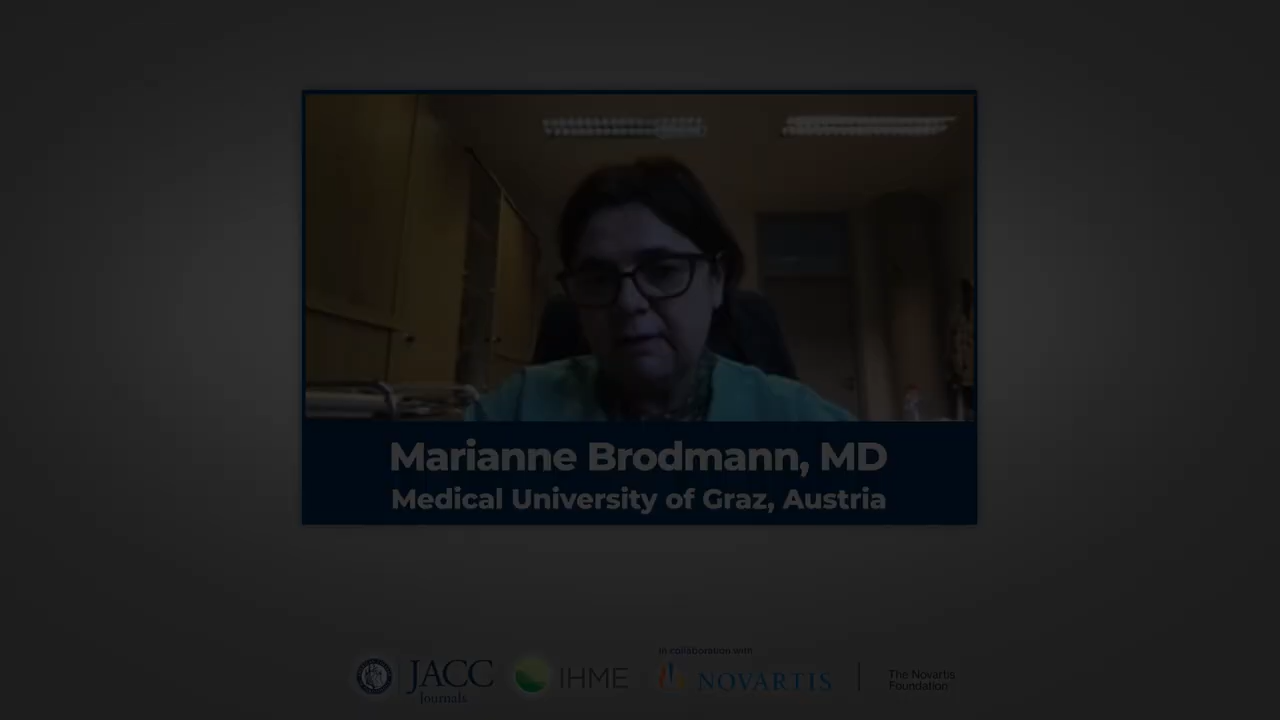 Marianne Brodmann, MD
Medical University of Graz, Austria
In collaboration with
JACC
Journals
IHME
NOVARTIS
The Novartis
Foundation